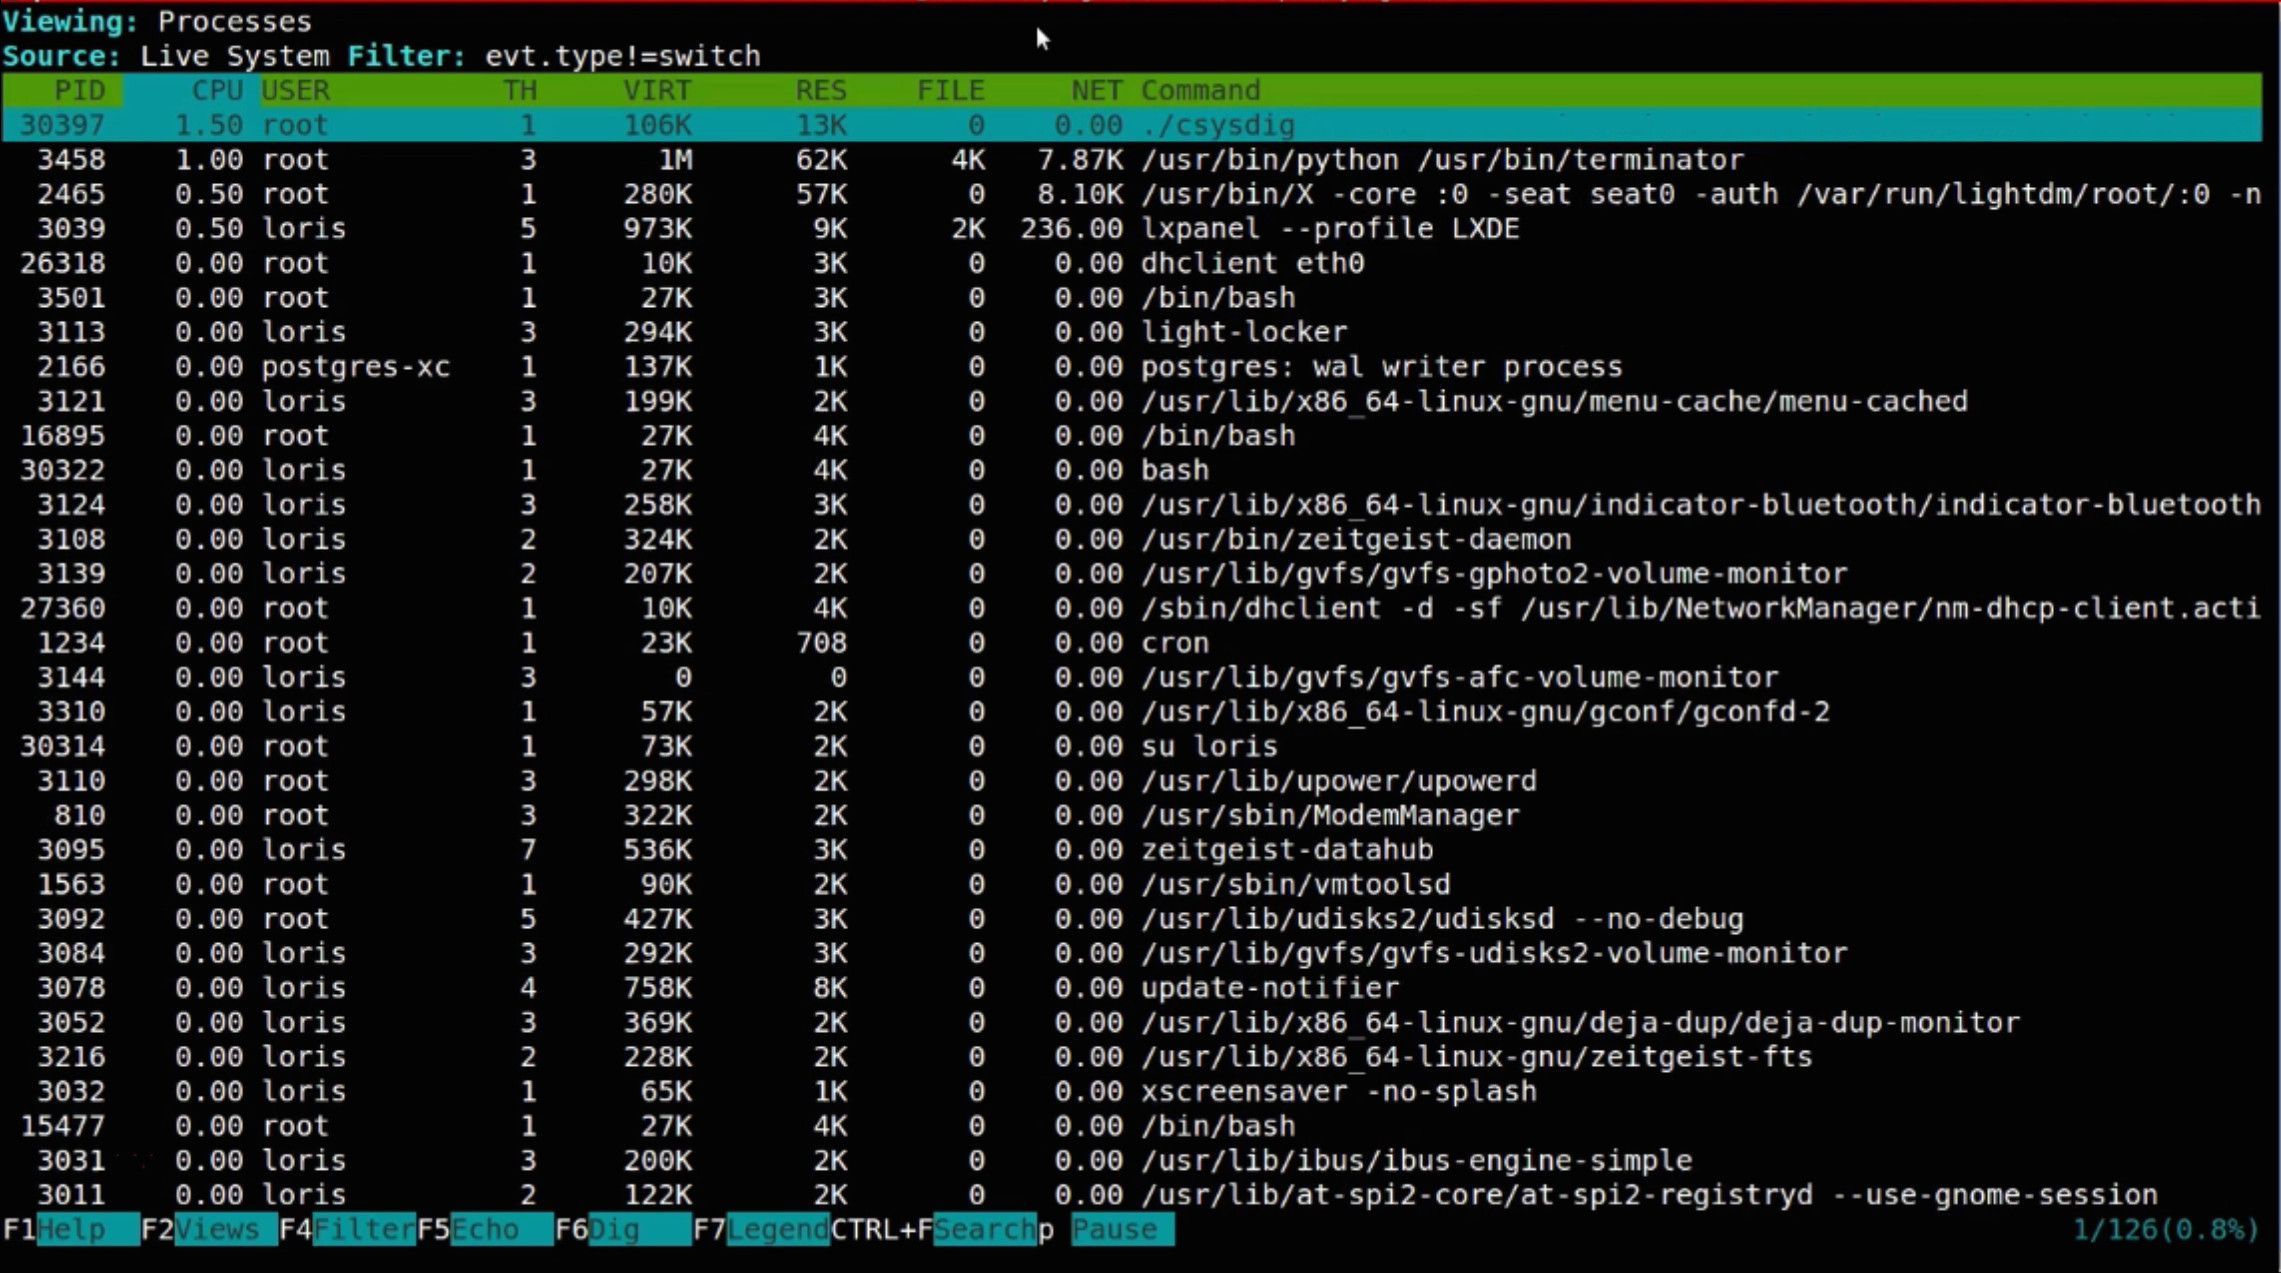 Viewing: Processes
Source: Live System Filter: evt.type!=switch
PID CPU USER TH VIRT RES FILE NET Command
30397 1.50 root 1 106K 13K 0 0.00 ./csysdig
3458 1.00 root 3 1M 62K 4K 7.87K /usr/bin/python /usr/bin/terminator
2465 0.50 root 1 280K 57K 0 8.10K /usr/bin/X -core :0 -seat seat0 -auth /var/run/lightdm/root/:0 -n
3039 0.50 loris 5 973K 9K 2K 236.00 lxpanel --profile LXDE
26318 0.00 root 1 10K 3K 0 0.00 dhclient eth0
3501 0.00 root 1 27K 3K 0 0.00 /bin/bash
3113 0.00 loris 3 294K 3K 0 0.00 light-locker
2166 0.00 postgres-xc 1 137K 1K 0 0.00 postgres: wal writer process
3121 0.00 loris 3 199K 2K 0 0.00 /usr/lib/x86_64-linux-gnu/menu-cache/menu-cached
16895 0.00 root 1 27K 4K 0 0.00 /bin/bash
30322 0.00 loris 1 27K 4K 0 0.00 bash
3124 0.00 loris 3 258K 3K 0 0.00 /usr/lib/x86_64-linux-gnu/indicator-bluetooth/indicator-bluetooth
3108 0.00 loris 2 324K 2K 0 0.00 /usr/bin/zeitgeist-daemon
3139 0.00 loris 2 207K 2K 0 0.00 /usr/lib/gvfs/gvfs-gphoto2-volume-monitor
27360 0.00 root 1 10K 4K 0 0.00 /sbin/dhclient -d -sf /usr/lib/NetworkManager/nm-dhcp-client.acti
1234 0.00 root 1 23K 708 0 0.00 cron
3144 0.00 loris 3 0 0 0 0.00 /usr/lib/gvfs/gvfs-afc-volume-monitor
3310 0.00 loris 1 57K 2K 0 0.00 /usr/lib/x86_64-linux-gnu/gconf/gconfd-2
30314 0.00 root 1 73K 2K 0 0.00 su loris
3110 0.00 root 3 298K 2K 0 0.00 /usr/lib/upower/upowerd
810 0.00 root 3 322K 2K 0 0.00 /usr/sbin/ModemManager
3095 0.00 loris 7 536K 3K 0 0.00 zeitgeist-datahub
1563 0.00 root 1 90K 2K 0 0.00 /usr/sbin/vmtoolsd
3092 0.00 root 5 427K 3K 0 0.00 /usr/lib/udisks2/udisksd --no-debug
3084 0.00 loris 3 292K 3K 0 0.00 /usr/lib/gvfs/gvfs-udisks2-volume-monitor
3078 0.00 loris 4 758K 8K 0 0.00 update-notifier
3052 0.00 loris 3 369K 2K 0 0.00 /usr/lib/x86_64-linux-gnu/deja-dup/deja-dup-monitor
3216 0.00 loris 2 228K 2K 0 0.00 /usr/lib/x86_64-linux-gnu/zeitgeist-fts
3032 0.00 loris 1 65K 1K 0 0.00 xscreensaver -no-splash
15477 0.00 root 1 27K 4K 0 0.00 /bin/bash
3031 0.00 loris 3 200K 2K 0 0.00 /usr/lib/ibus/ibus-engine-simple
3011 0.00 loris 2 122K 2K 0 0.00 /usr/lib/at-spi2-core/at-spi2-registryd --use-gnome-session
F1Help F2Views F4FilterF5Echo F6Dig F7LegendCTRL+FSearchp Pause 1/126(0.8%)